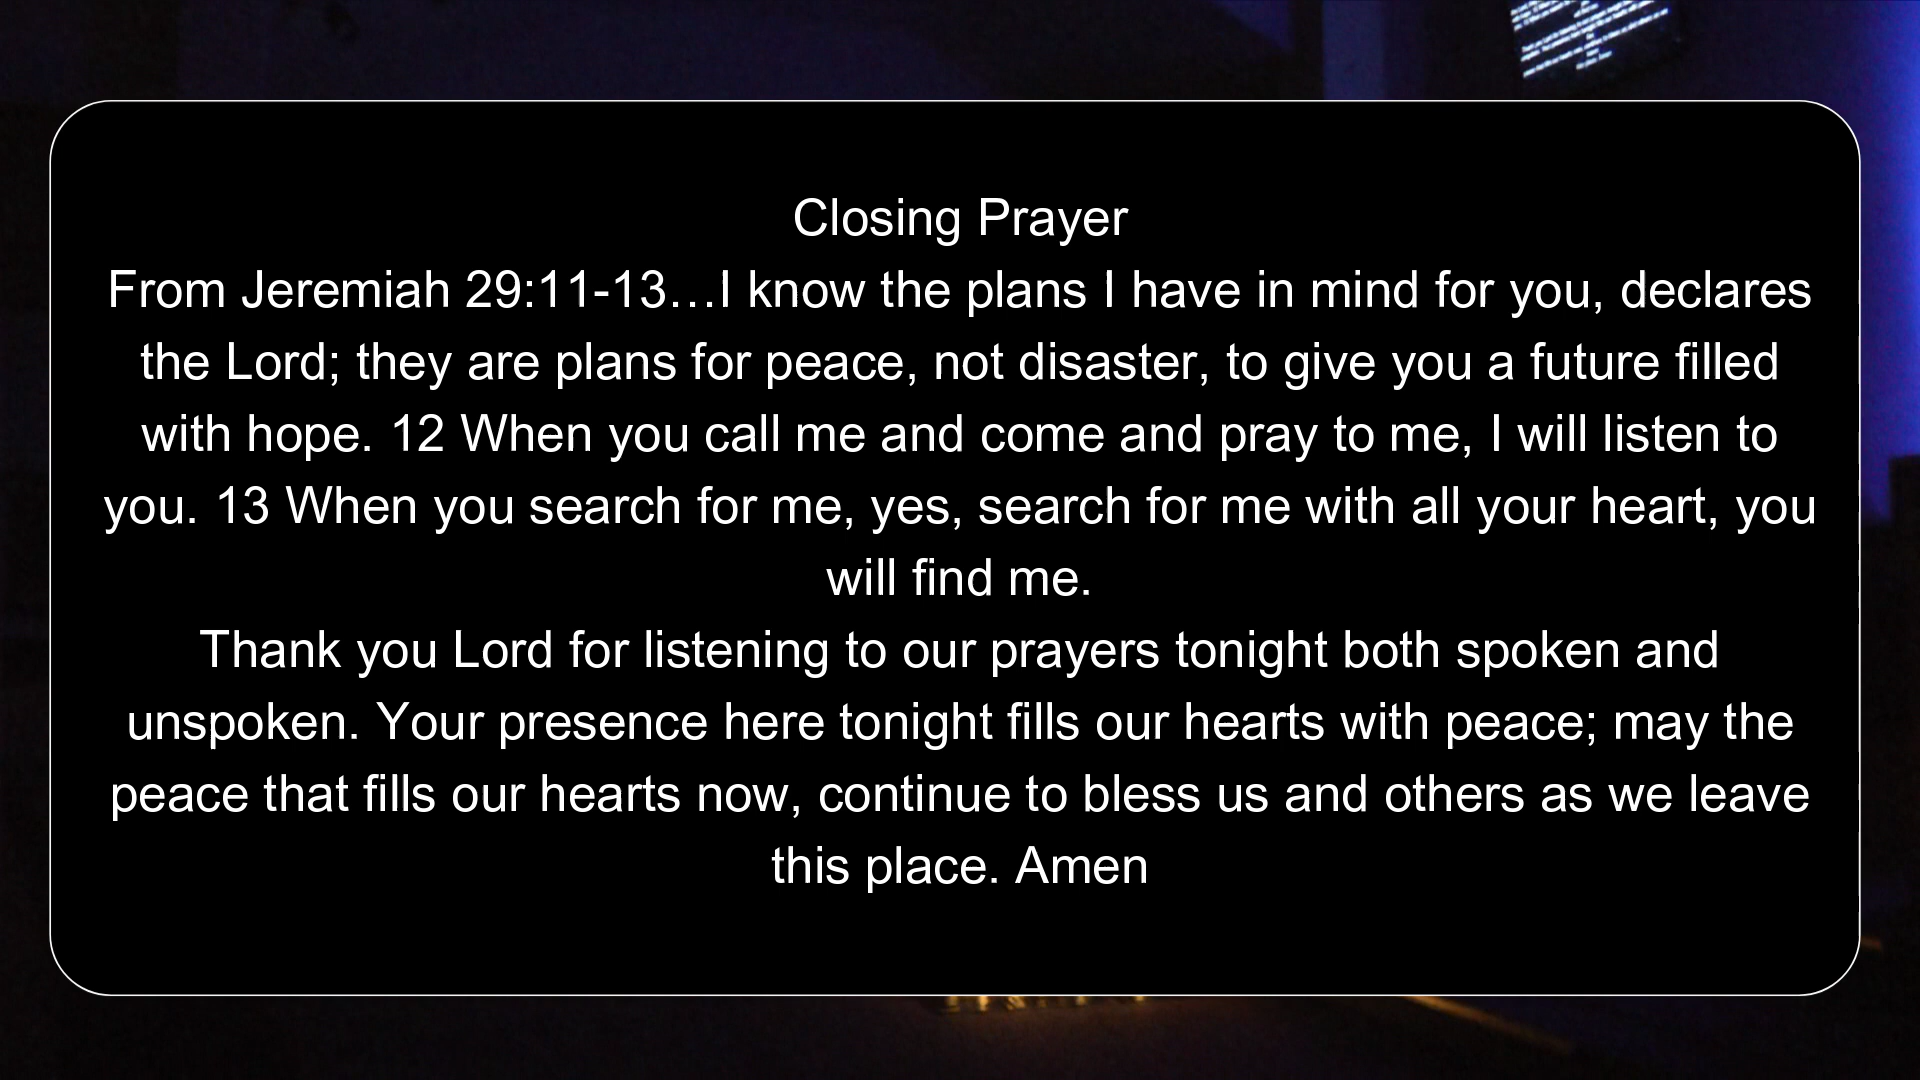 Closing Prayer
From Jeremiah 29:11-13…I know the plans I have in mind for you, declares
the Lord; they are plans for peace, not disaster, to give you a future filled
with hope. 12 When you call me and come and pray to me, I will listen to
you. 13 When you search for me, yes, search for me with all your heart, you
will find me.
Thank you Lord for listening to our prayers tonight both spoken and
unspoken. Your presence here tonight fills our hearts with peace; may the
peace that fills our hearts now, continue to bless us and others as we leave
this place. Amen